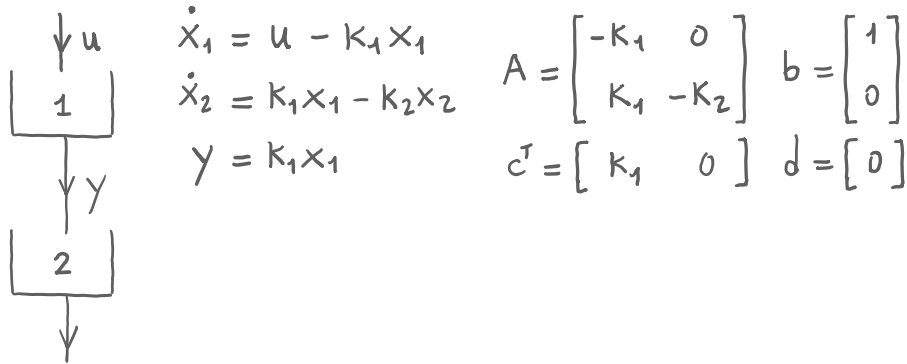 u
1
y
2
ẋ₁ = u - K₁x₁
ẋ₂ = K₁x₁ - K₂x₂
y = K₁x₁
A = [-K₁ 0
K₁ -K₂]
b = [1
0]
cᵀ = [K₁ 0]
d = [0]